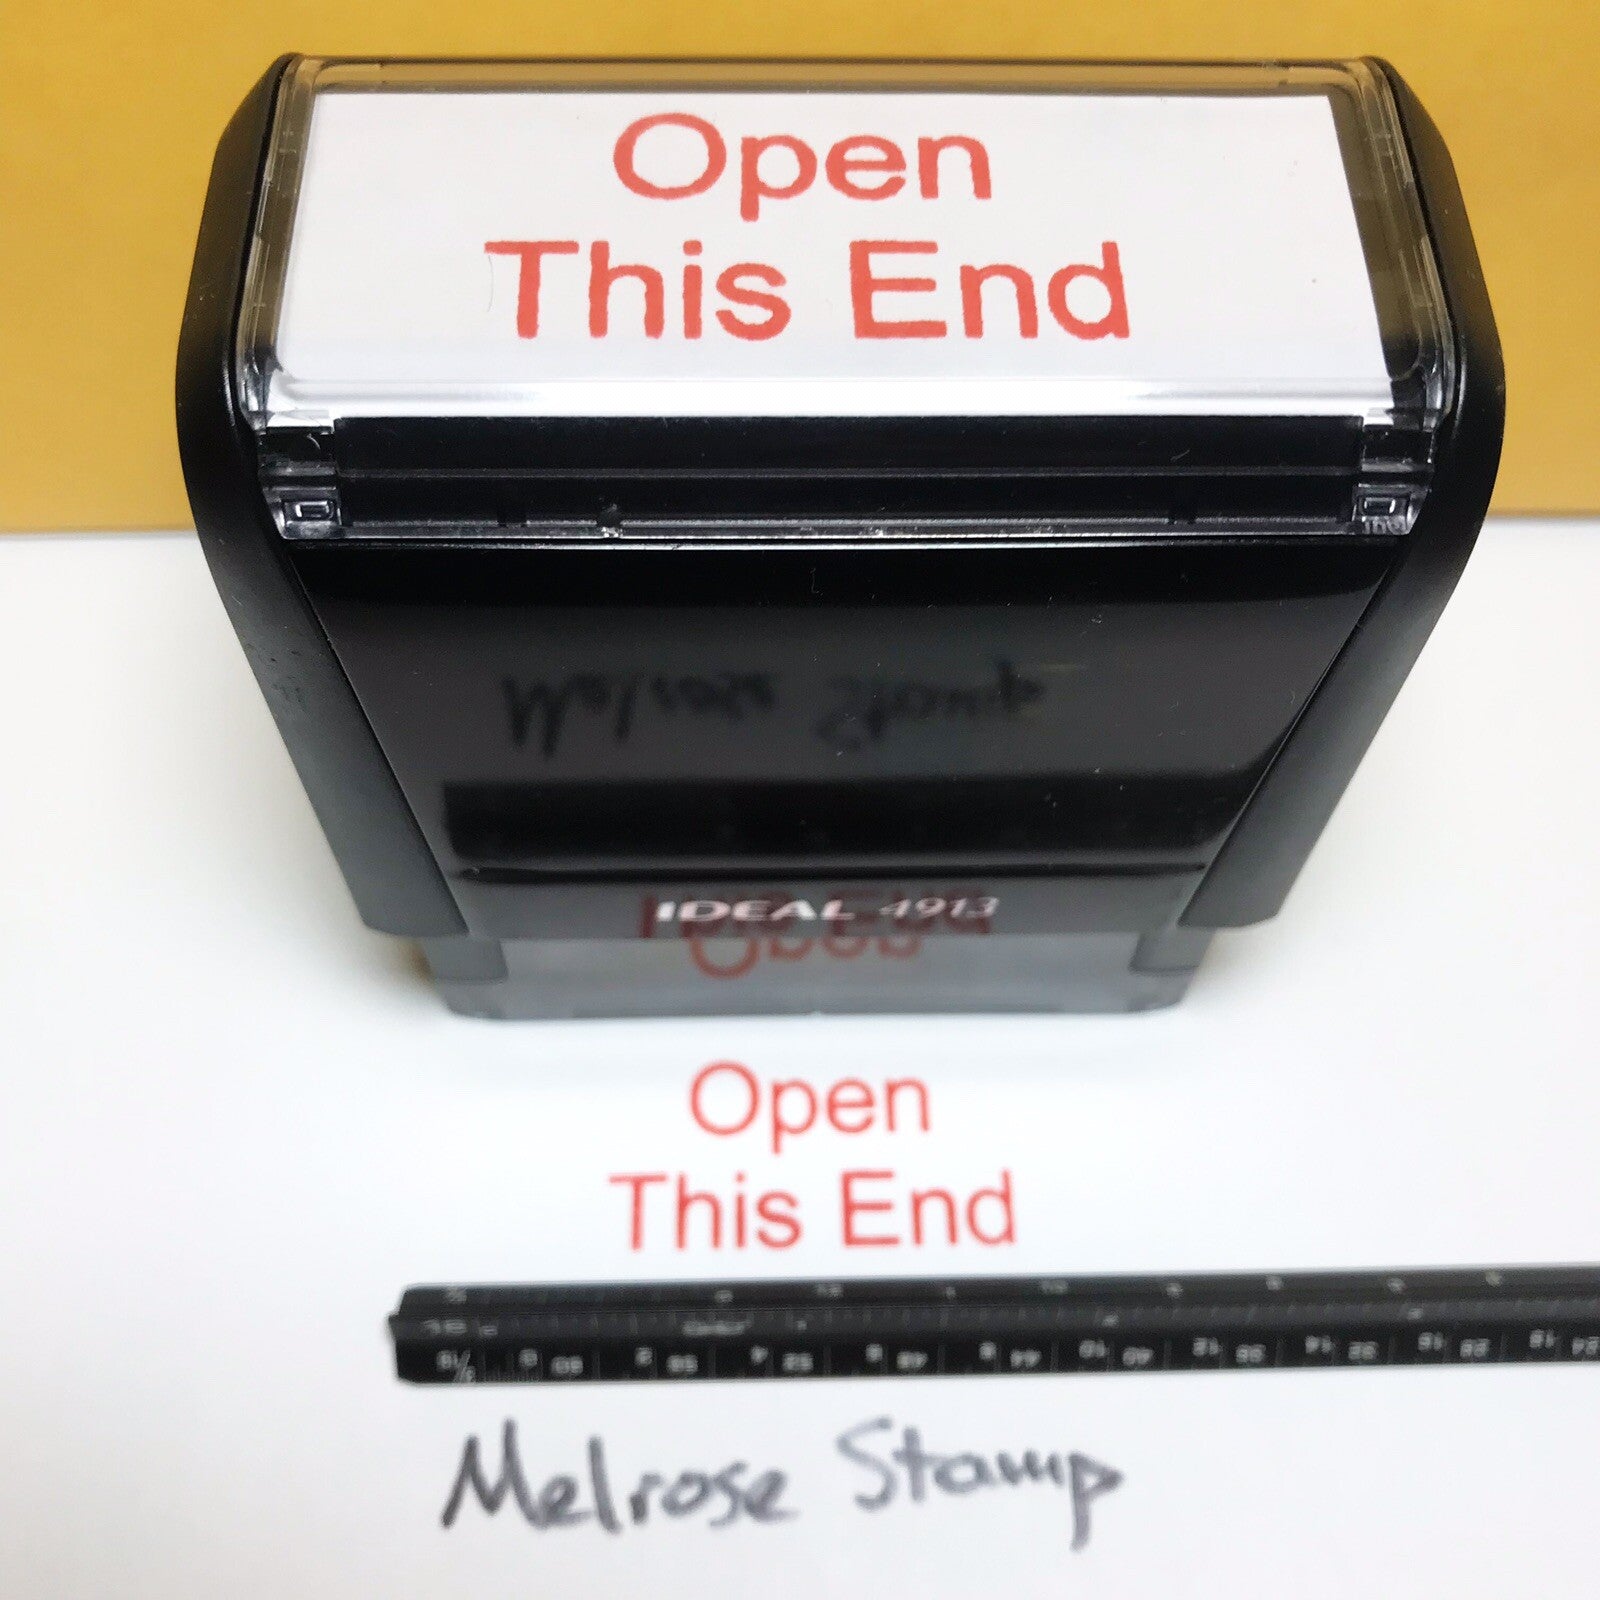 Open
This End
IDEAL 4913
Open
This End
Melrose Stamp